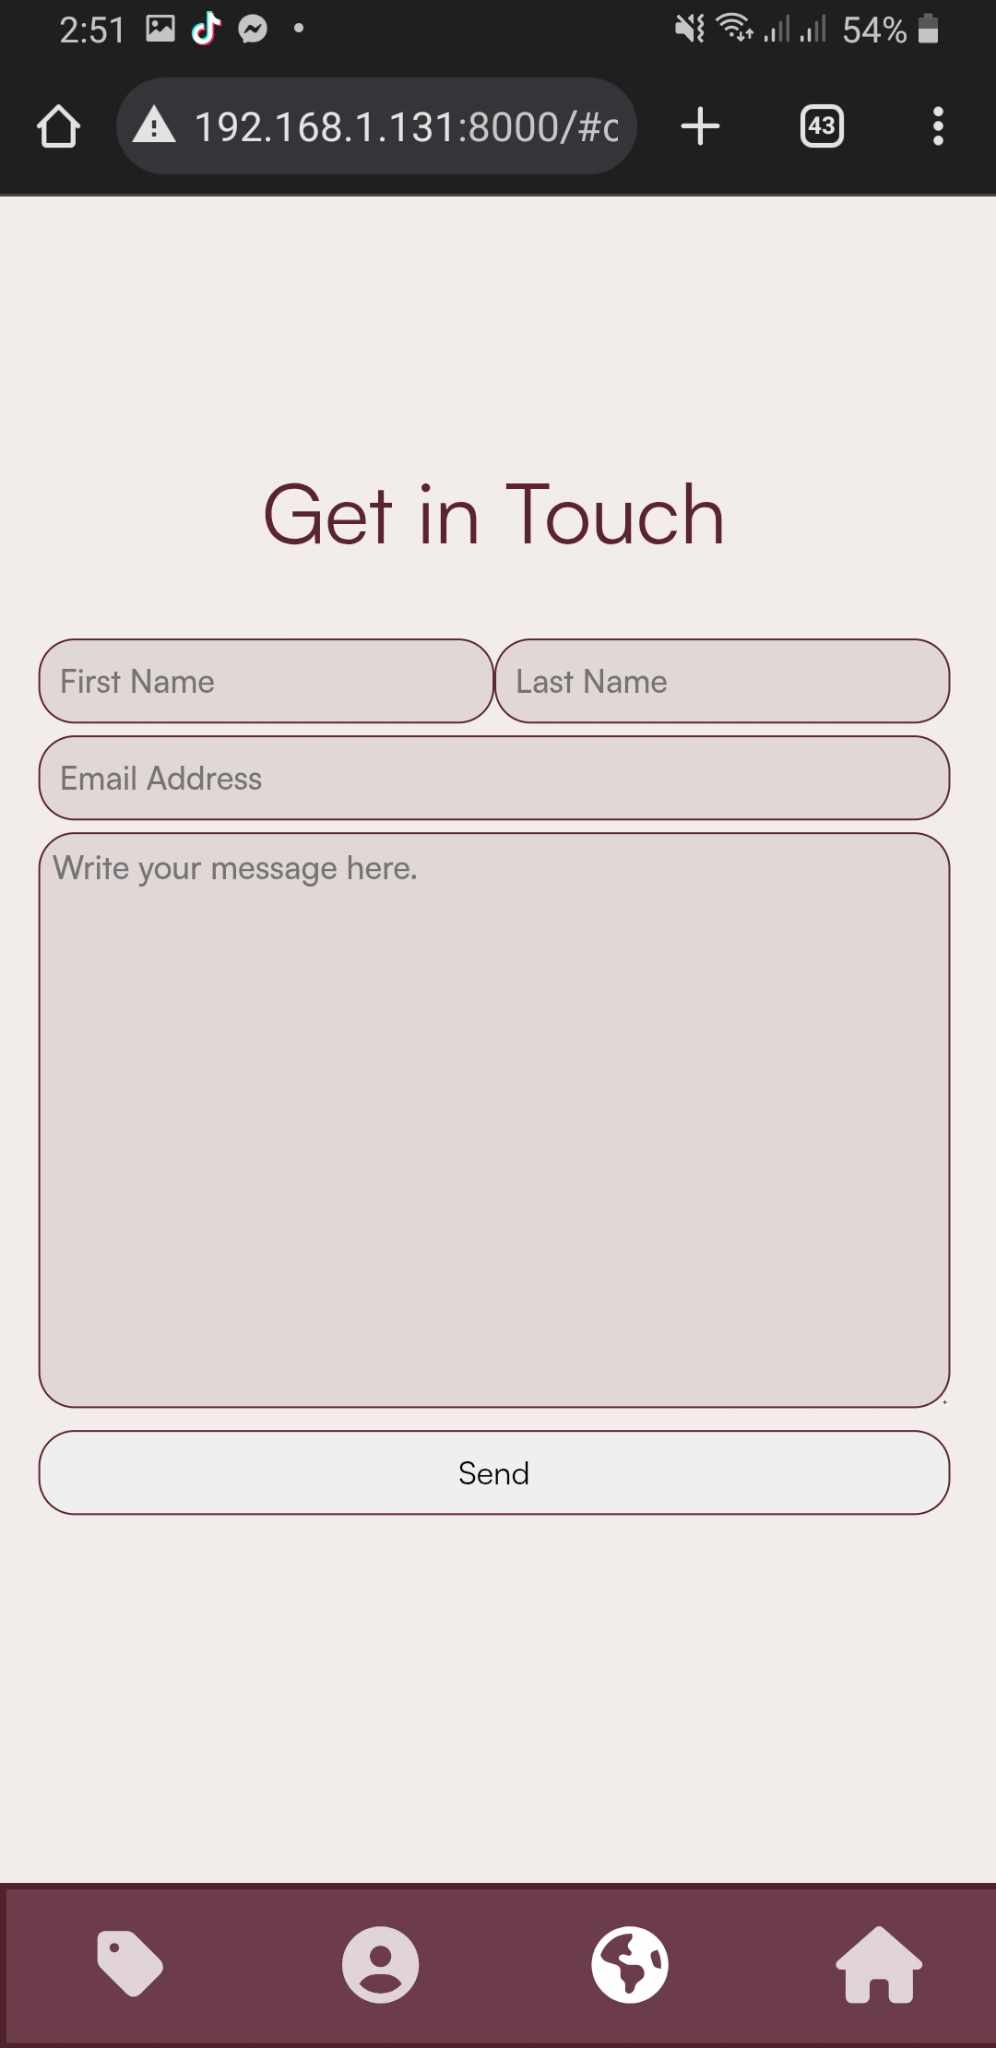 2:51 54%
192.168.1.131:8000/#c 43
Get in Touch
First Name Last Name
Email Address
Write your message here.
Send